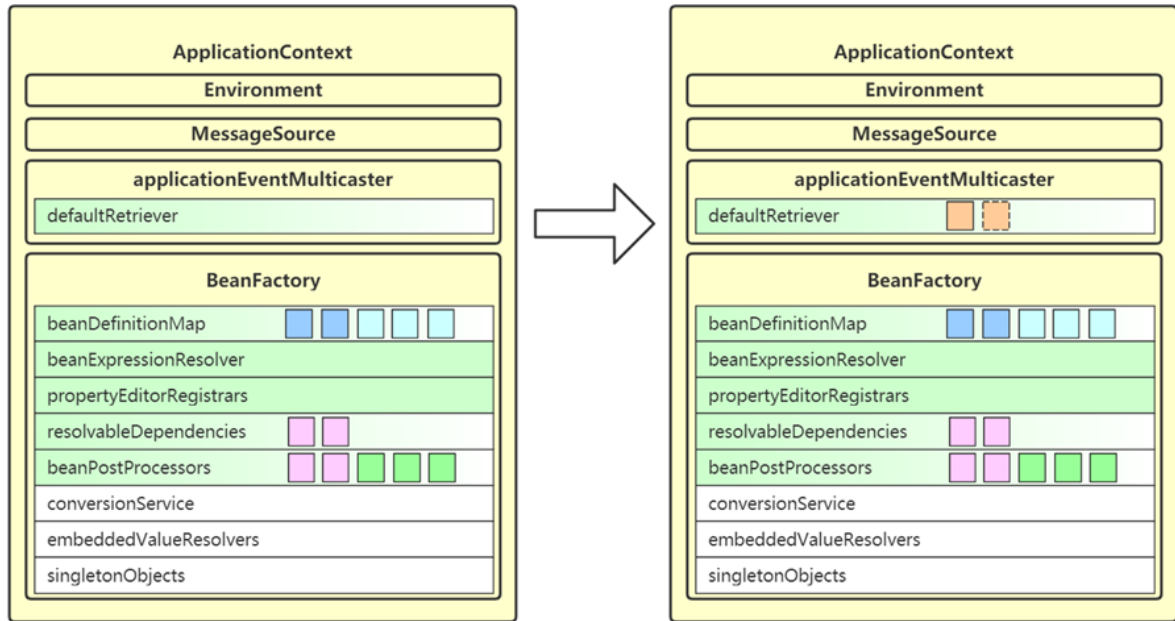 ApplicationContext
Environment
MessageSource
applicationEventMulticaster
defaultRetriever
BeanFactory
beanDefinitionMap
beanExpressionResolver
propertyEditorRegistrars
resolvableDependencies
beanPostProcessors
conversionService
embeddedValueResolvers
singletonObjects
ApplicationContext
Environment
MessageSource
applicationEventMulticaster
defaultRetriever
BeanFactory
beanDefinitionMap
beanExpressionResolver
propertyEditorRegistrars
resolvableDependencies
beanPostProcessors
conversionService
embeddedValueResolvers
singletonObjects